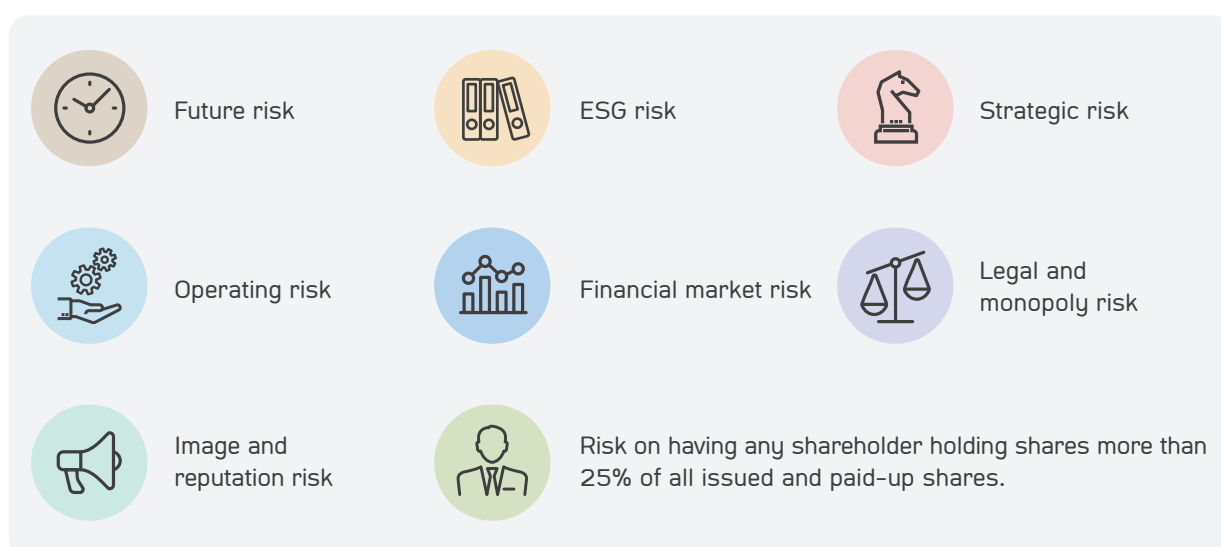 Future risk
ESG risk
Strategic risk
Operating risk
Financial market risk
Legal and
monopoly risk
Image and
reputation risk
Risk on having any shareholder holding shares more than
25% of all issued and paid-up shares.